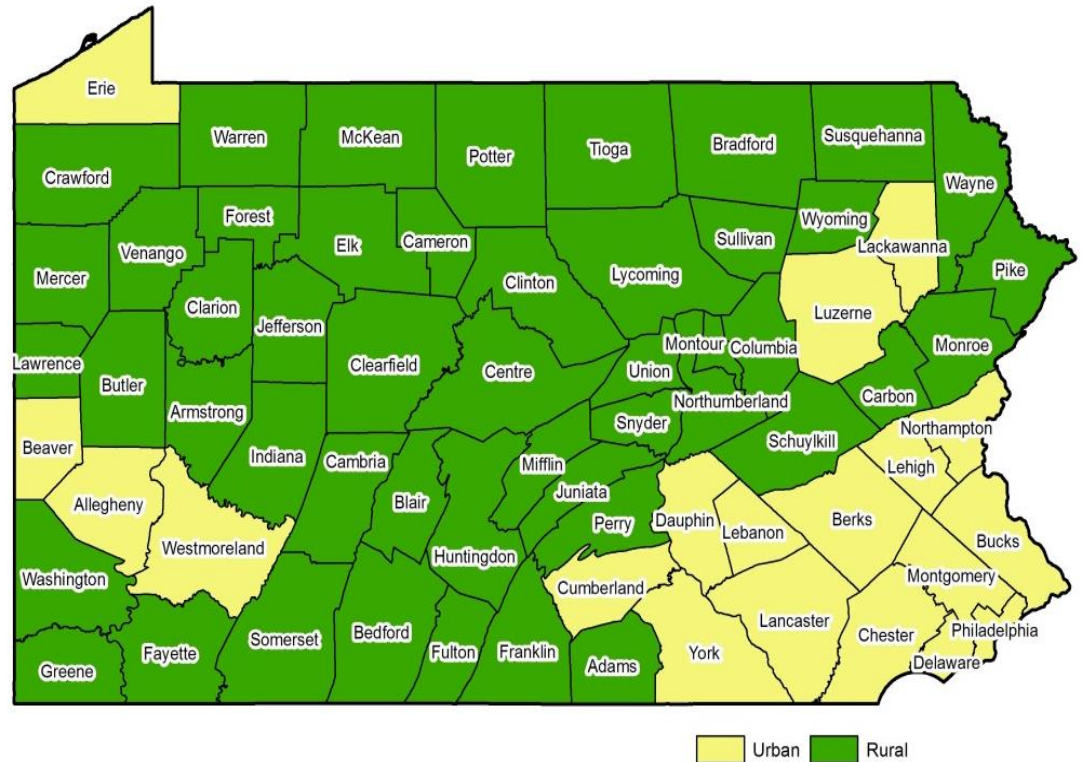 Erie
Warren
McKean
Potter
Tioga
Bradford
Susquehanna
Crawford
Wayne
Forest
Wyoming
Venango
Elk
Cameron
Sullivan
Lackawanna
Mercer
Clinton
Lycoming
Pike
Clarion
Jefferson
Luzerne
Lawrence
Butler
Clearfield
Centre
Union
Montour
Columbia
Monroe
Armstrong
Northumberland
Carbon
Beaver
Indiana
Cambria
Snyder
Schuylkill
Northampton
Mifflin
Lehigh
Allegheny
Blair
Juniata
Westmoreland
Perry
Dauphin
Lebanon
Berks
Bucks
Huntingdon
Washington
Cumberland
Montgomery
Somerset
Bedford
Lancaster
Chester
Philadelphia
Greene
Fayette
Fulton
Franklin
Adams
York
Delaware
Urban
Rural